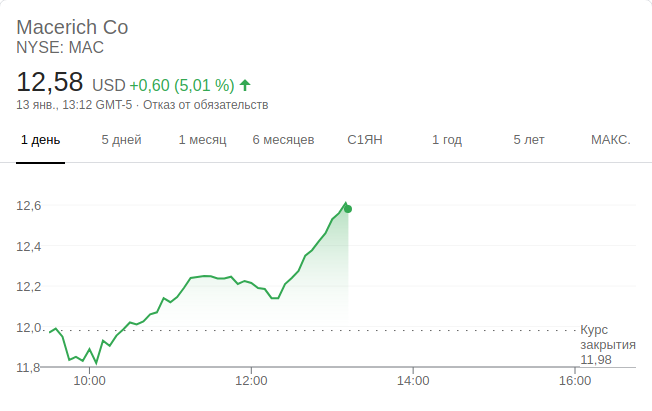 Macerich Co
NYSE: MAC
12,58 USD +0,60 (5,01 %)
13 янв., 13:12 GMT-5 · Отказ от обязательств
1 день 5 дней 1 месяц 6 месяцев С1ЯН 1 год 5 лет МАКС.
12,6
12,4
12,2
12,0
Курс
закрытия
11,98
11,8
10:00 12:00 14:00 16:00